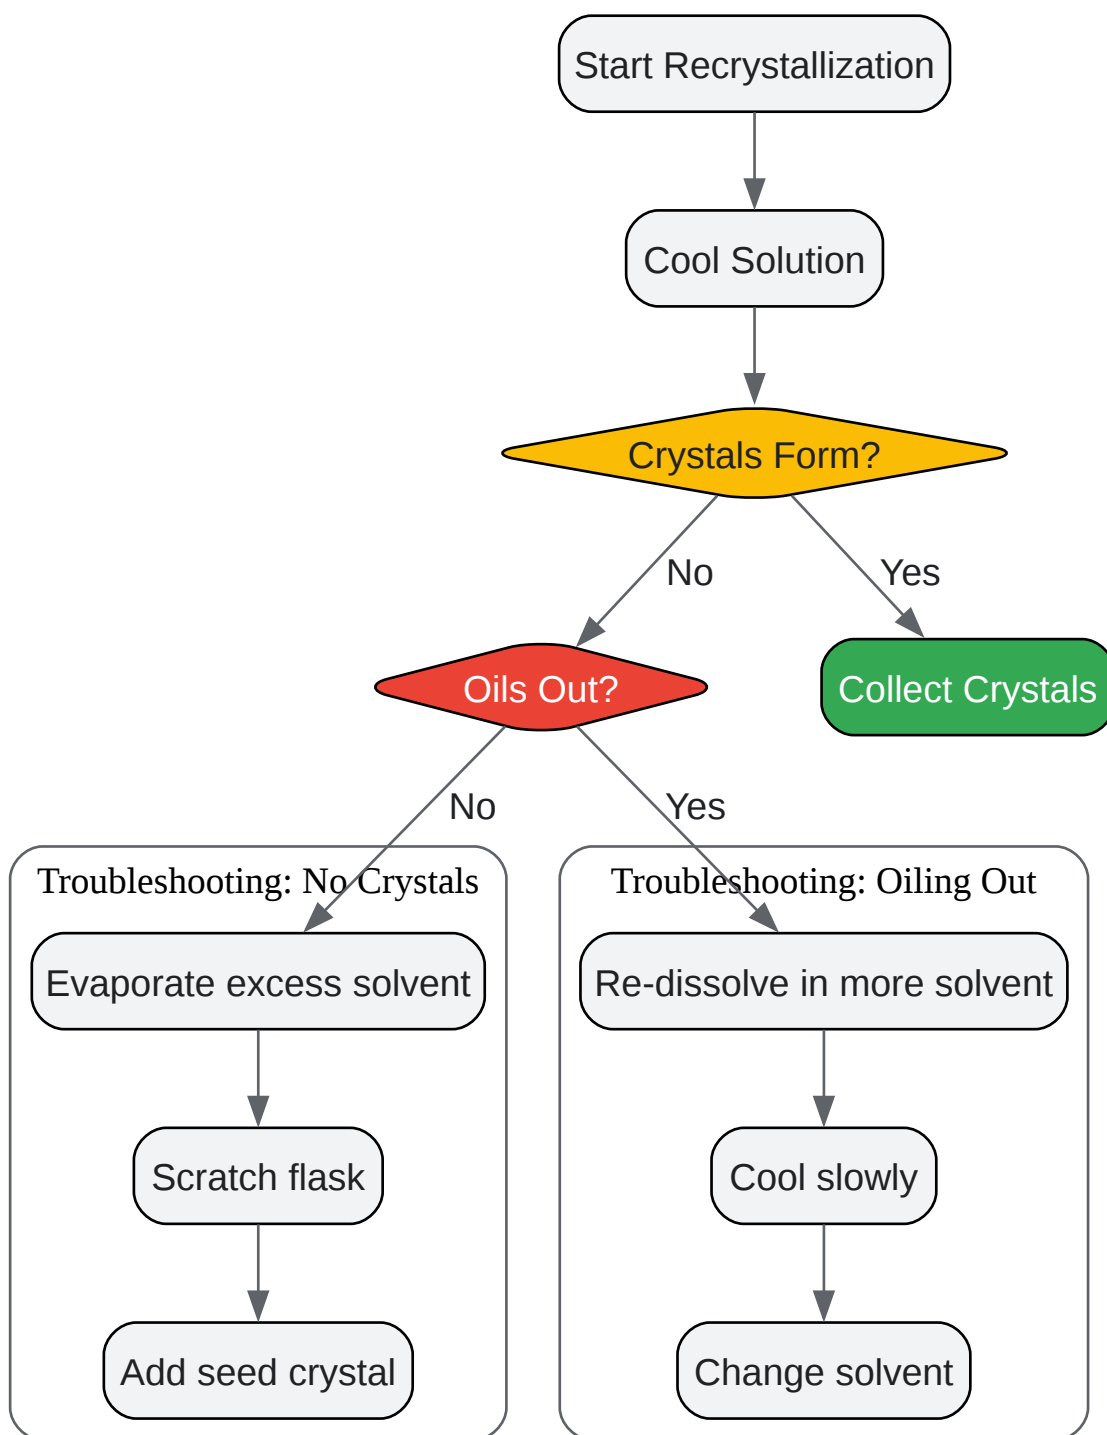 Start Recrystallization
Cool Solution
Crystals Form?
No
Yes
Oils Out?
Collect Crystals
No
Yes
Troubleshooting: No Crystals
Evaporate excess solvent
Scratch flask
Add seed crystal
Troubleshooting: Oiling Out
Re-dissolve in more solvent
Cool slowly
Change solvent